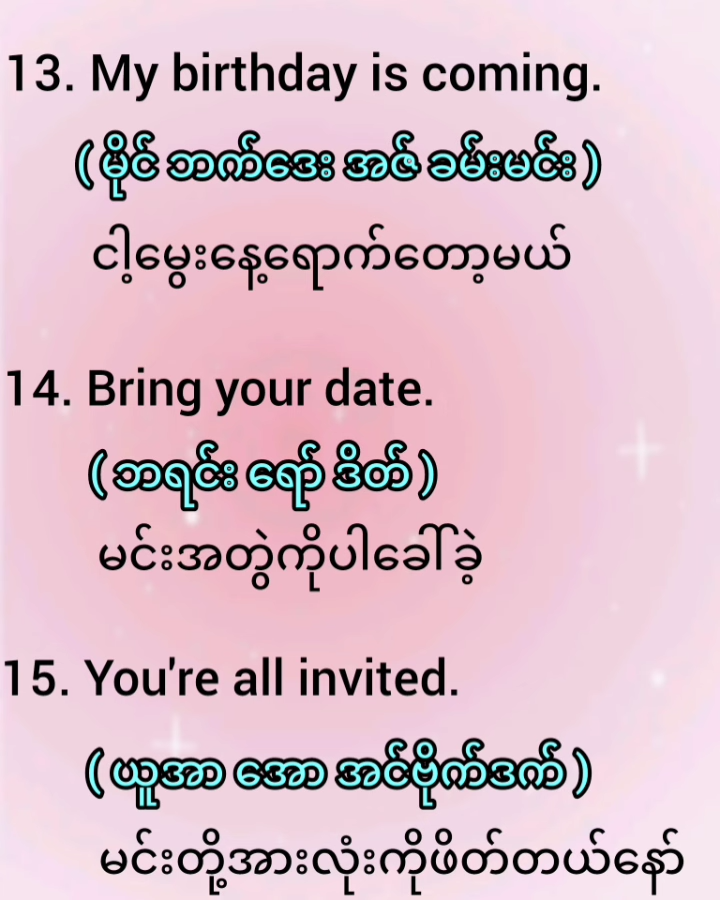 13. My birthday is coming.
(မိုင် ဘက်ဒေး အဇ် ခမ်းမင်း)
ငါ့မွေးနေ့ရောက်တော့မယ်
14. Bring your date.
(ဘရင်း ရော် ဒိတ်)
မင်းအတွဲကိုပါခေါ်ခဲ့
15. You're all invited.
(ယူအာ အော အင်ဗိုက်ဒက်)
မင်းတို့အားလုံးကိုဖိတ်တယ်နော်